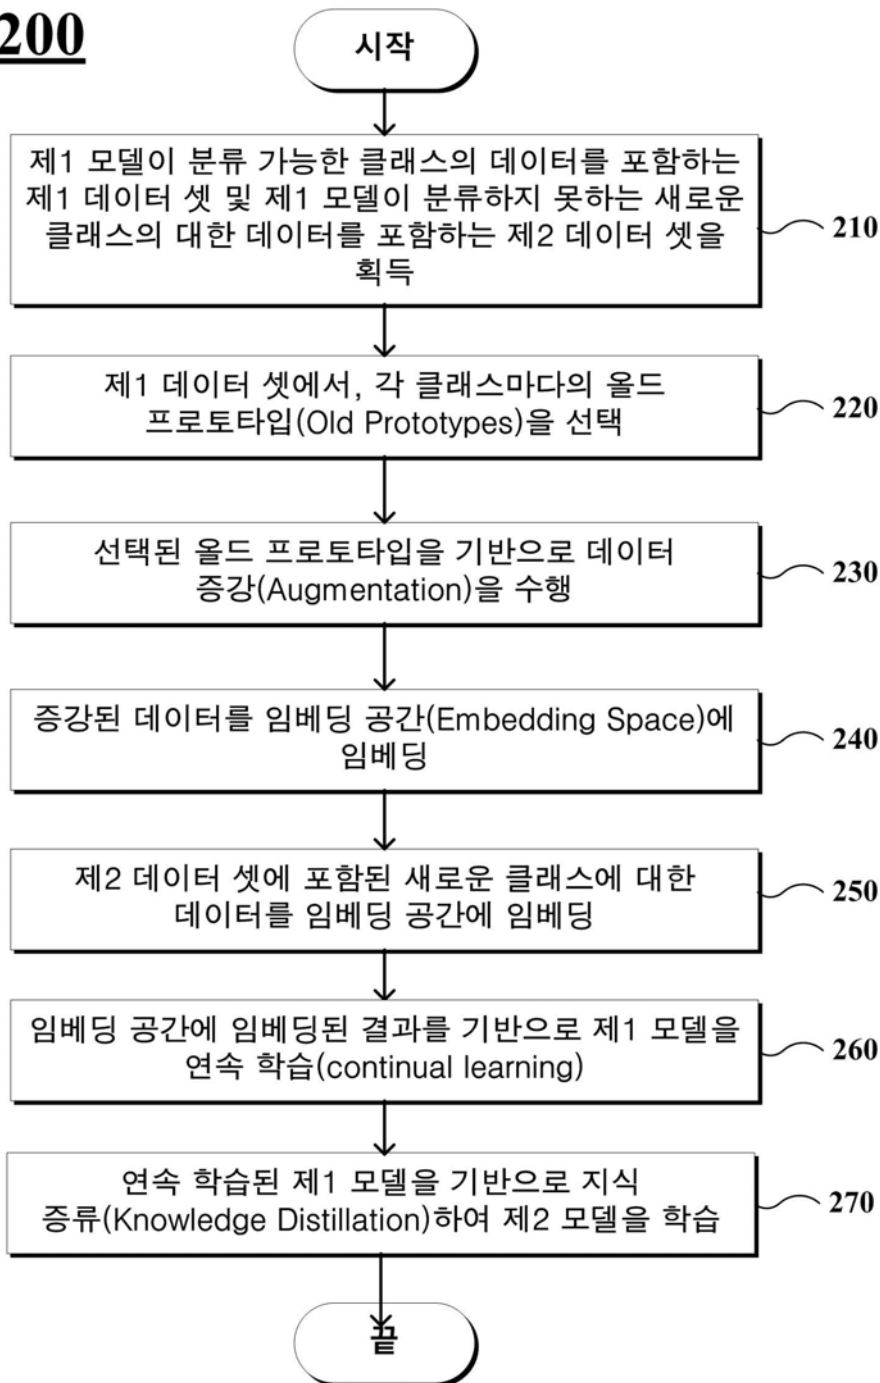 200
시작
제1 모델이 분류 가능한 클래스의 데이터를 포함하는
제1 데이터 셋 및 제1 모델이 분류하지 못하는 새로운
클래스의 대한 데이터를 포함하는 제2 데이터 셋을
획득
210
제1 데이터 셋에서, 각 클래스마다의 올드
프로토타입(Old Prototypes)을 선택
220
선택된 올드 프로토타입을 기반으로 데이터
증강(Augmentation)을 수행
230
증강된 데이터를 임베딩 공간(Embedding Space)에
임베딩
240
제2 데이터 셋에 포함된 새로운 클래스에 대한
데이터를 임베딩 공간에 임베딩
250
임베딩 공간에 임베딩된 결과를 기반으로 제1 모델을
연속 학습(continual learning)
260
연속 학습된 제1 모델을 기반으로 지식
증류(Knowledge Distillation)하여 제2 모델을 학습
270
끝